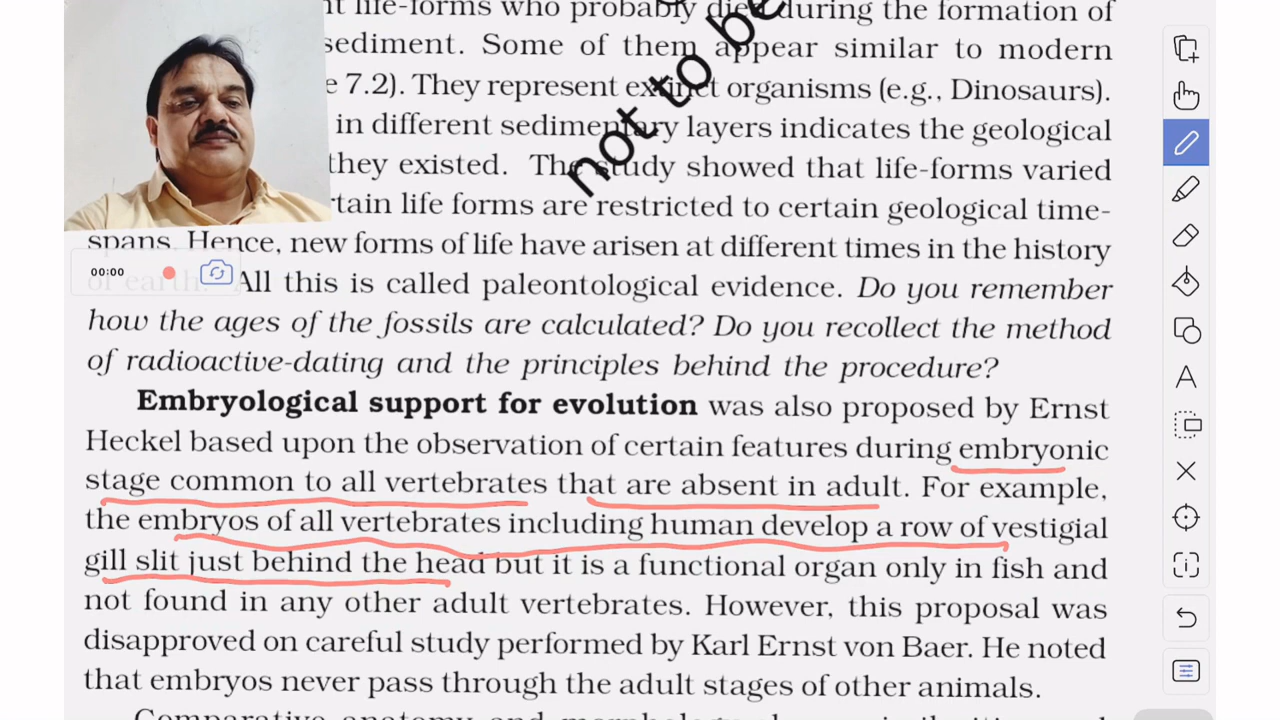 nt life-forms who probably died during the formation of
sediment. Some of them appear similar to modern
e 7.2). They represent extinct organisms (e.g., Dinosaurs).
in different sedimentary layers indicates the geological
they existed. The study showed that life-forms varied
rtain life forms are restricted to certain geological time-
spans. Hence, new forms of life have arisen at different times in the history
of earth. All this is called paleontological evidence. Do you remember
how the ages of the fossils are calculated? Do you recollect the method
of radioactive-dating and the principles behind the procedure?
Embryological support for evolution was also proposed by Ernst
Heckel based upon the observation of certain features during embryonic
stage common to all vertebrates that are absent in adult. For example,
the embryos of all vertebrates including human develop a row of vestigial
gill slit just behind the head but it is a functional organ only in fish and
not found in any other adult vertebrates. However, this proposal was
disapproved on careful study performed by Karl Ernst von Baer. He noted
that embryos never pass through the adult stages of other animals.
Comparative anatomy and morphology
not to be
00:00
A